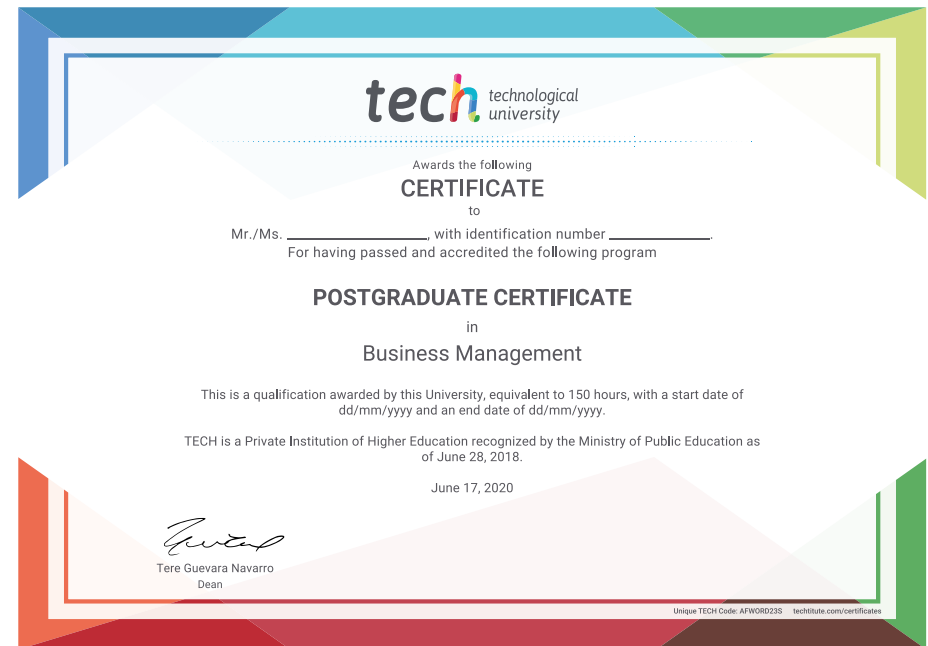 tech technological
university
Awards the following
CERTIFICATE
to
Mr./Ms. ____________________, with identification number ______________.
For having passed and accredited the following program
POSTGRADUATE CERTIFICATE
in
Business Management
This is a qualification awarded by this University, equivalent to 150 hours, with a start date of
dd/mm/yyyy and an end date of dd/mm/yyyy.
TECH is a Private Institution of Higher Education recognized by the Ministry of Public Education as
of June 28, 2018.
June 17, 2020
Tere Guevara Navarro
Dean
Unique TECH Code: AFWORD23S techtitute.com/certificates